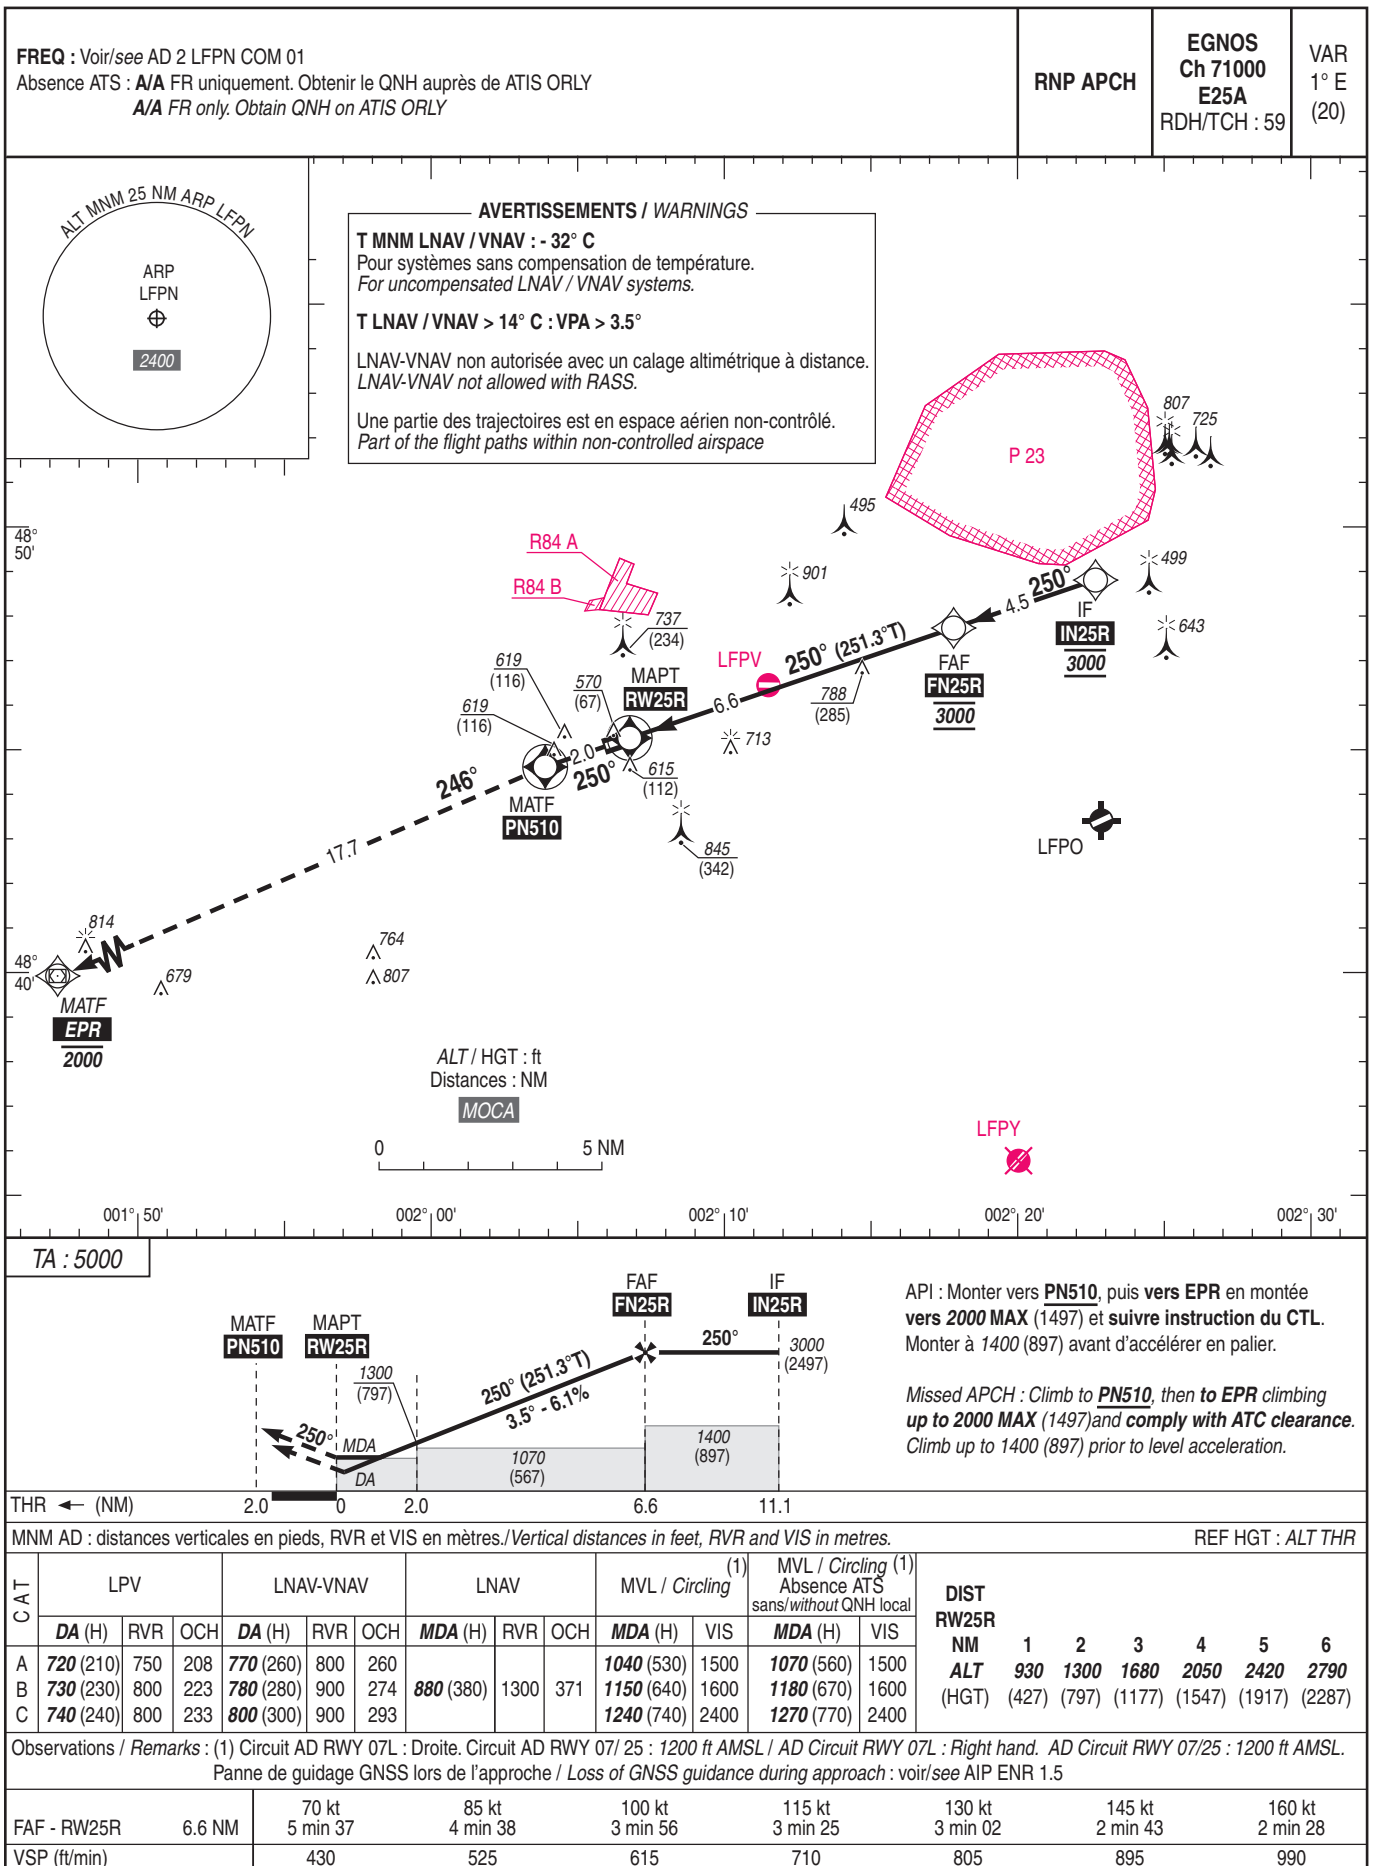 FREQ : Voir/see AD 2 LFPN COM 01
Absence ATS : A/A FR uniquement. Obtenir le QNH auprès de ATIS ORLY
A/A FR only. Obtain QNH on ATIS ORLY
RNP APCH
EGNOS
Ch 71000
E25A
RDH/TCH : 59
VAR
1° E
(20)
ALT MNM 25 NM ARP LFPN
ARP
LFPN
2400
AVERTISSEMENTS / WARNINGS
T MNM LNAV / VNAV : - 32° C
Pour systèmes sans compensation de température.
For uncompensated LNAV / VNAV systems.
T LNAV / VNAV > 14° C : VPA > 3.5°
LNAV-VNAV non autorisée avec un calage altimétrique à distance.
LNAV-VNAV not allowed with RASS.
Une partie des trajectoires est en espace aérien non-contrôlé.
Part of the flight paths within non-controlled airspace
807
725
P 23
495
48°
50'
R84 A
R84 B
901
499
250°
4.5
IF
IN25R
3000
643
737
(234)
250° (251.3°T)
LFPV
FAF
FN25R
3000
619
(116)
570
(67)
MAPT
RW25R
6.6
788
(285)
619
(116)
713
2.0
250°
615
(112)
246°
MATF
PN510
845
(342)
LFPO
17.7
814
764
807
679
48°
40'
MATF
EPR
2000
ALT / HGT : ft
Distances : NM
MOCA
0 5 NM
LFPY
001° 50' 002° 00' 002° 10' 002° 20' 002° 30'
TA : 5000
FAF
FN25R
IF
IN25R
MATF
PN510
MAPT
RW25R
250°
3000
(2497)
1300
(797)
250° (251.3°T)
3.5° - 6.1%
250°
MDA
DA
1070
(567)
1400
(897)
THR (NM) 2.0 0 2.0 6.6 11.1
API : Monter vers PN510, puis vers EPR en montée
vers 2000 MAX (1497) et suivre instruction du CTL.
Monter à 1400 (897) avant d'accélérer en palier.
Missed APCH : Climb to PN510, then to EPR climbing
up to 2000 MAX (1497)and comply with ATC clearance.
Climb up to 1400 (897) prior to level acceleration.
MNM AD : distances verticales en pieds, RVR et VIS en mètres./Vertical distances in feet, RVR and VIS in metres. REF HGT : ALT THR
CAT LPV LNAV-VNAV LNAV MVL / Circling (1) MVL / Circling (1)
Absence ATS
sans/without QNH local
DA (H) RVR OCH DA (H) RVR OCH MDA (H) RVR OCH MDA (H) VIS MDA (H) VIS
A 720 (210) 750 208 770 (260) 800 260 1040 (530) 1500 1070 (560) 1500
B 730 (230) 800 223 780 (280) 900 274 880 (380) 1300 371 1150 (640) 1600 1180 (670) 1600
C 740 (240) 800 233 800 (300) 900 293 1240 (740) 2400 1270 (770) 2400
DIST
RW25R
NM 1 2 3 4 5 6
ALT 930 1300 1680 2050 2420 2790
(HGT) (427) (797) (1177) (1547) (1917) (2287)
Observations / Remarks : (1) Circuit AD RWY 07L : Droite. Circuit AD RWY 07/ 25 : 1200 ft AMSL / AD Circuit RWY 07L : Right hand. AD Circuit RWY 07/25 : 1200 ft AMSL.
Panne de guidage GNSS lors de l'approche / Loss of GNSS guidance during approach : voir/see AIP ENR 1.5
70 kt 85 kt 100 kt 115 kt 130 kt 145 kt 160 kt
FAF - RW25R 6.6 NM 5 min 37 4 min 38 3 min 56 3 min 25 3 min 02 2 min 43 2 min 28
VSP (ft/min) 430 525 615 710 805 895 990